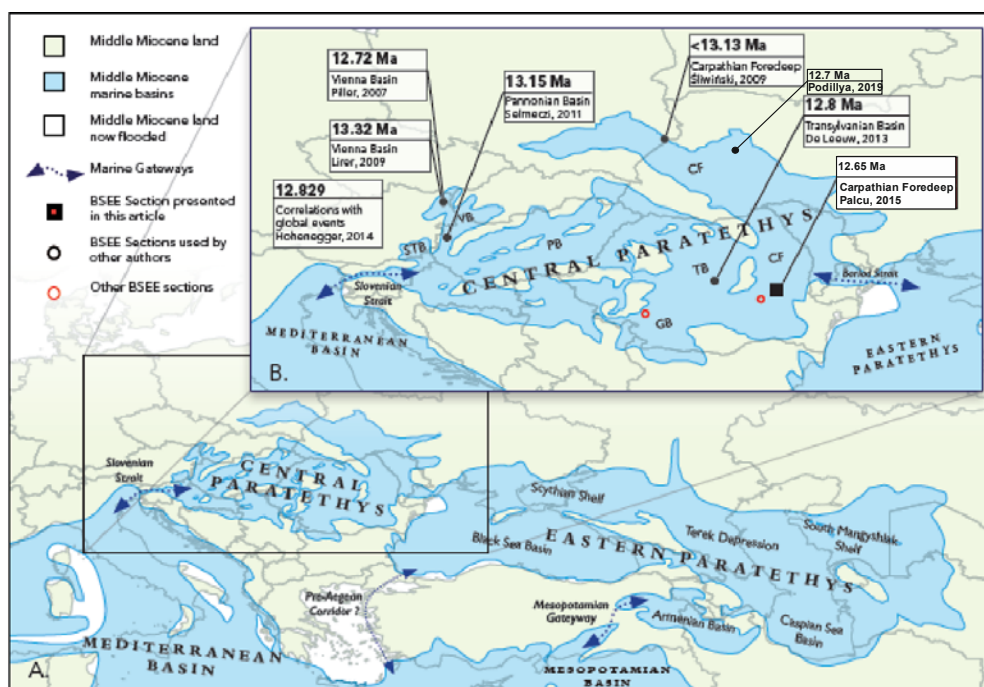 Middle Miocene land
Middle Miocene
marine basins
Middle Miocene land
now flooded
Marine Gateways
BSEE Section presented
in this article
BSEE Sections used by
other authors
Other BSEE sections
12.72 Ma
Vienna Basin
Piller, 2007
13.32 Ma
Vienna Basin
Lirer, 2009
12.829
Correlations with
global events
Hohenegger, 2014
13.15 Ma
Pannonian Basin
Selmeczi, 2011
<13.13 Ma
Carpathian Foredeep
Śliwiński, 2009
12.7 Ma
Podillya, 2019
12.8 Ma
Transylvanian Basin
De Leeuw, 2013
12.65 Ma
Carpathian Foredeep
Palcu, 2015
CF
VB
STB
PB
CENTRAL PARATETHYS
TB
CF
GB
Slovenian
Strait
Barlad Strait
MEDITERRANEAN
BASIN
EASTERN
PARATETHYS
B.
Slovenian
Strait
CENTRAL
PARATETHYS
Scythian Shelf
Black Sea Basin
EASTERN PARATETHYS
Terek Depression
South Mangyshlak
Shelf
Pre-Aegean
Corridor ?
Mesopotamian
Gateyway
Armenian Basin
Caspian Sea
Basin
MEDITERRANEAN
BASIN
MESOPOTAMIAN
BASIN
A.